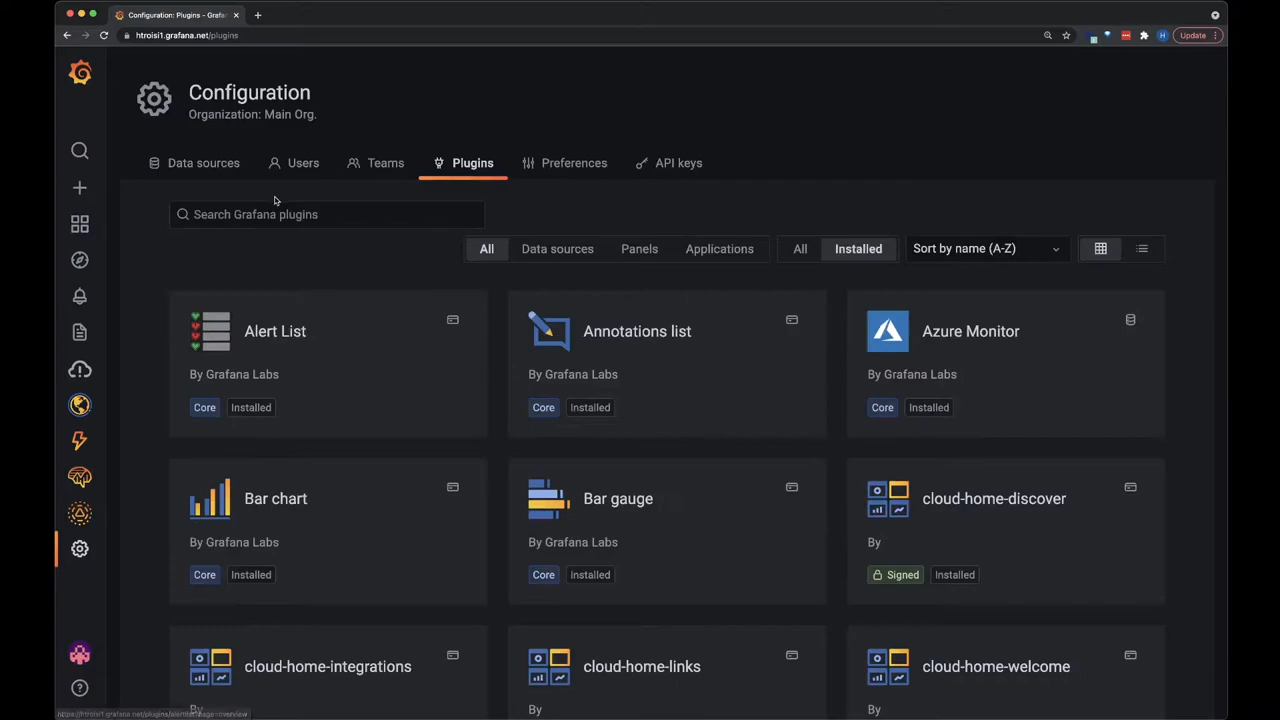 Configuration: Plugins - Grafa
htroisi1.grafana.net/plugins
H
Update
Configuration
Organization: Main Org.
Data sources
Users
Teams
Plugins
Preferences
API keys
Search Grafana plugins
All
Data sources
Panels
Applications
All
Installed
Sort by name (A-Z)
Alert List
By Grafana Labs
Core
Installed
Annotations list
By Grafana Labs
Core
Installed
Azure Monitor
By Grafana Labs
Core
Installed
Bar chart
By Grafana Labs
Core
Installed
Bar gauge
By Grafana Labs
Core
Installed
cloud-home-discover
By
Signed
Installed
cloud-home-integrations
By
cloud-home-links
By
cloud-home-welcome
By